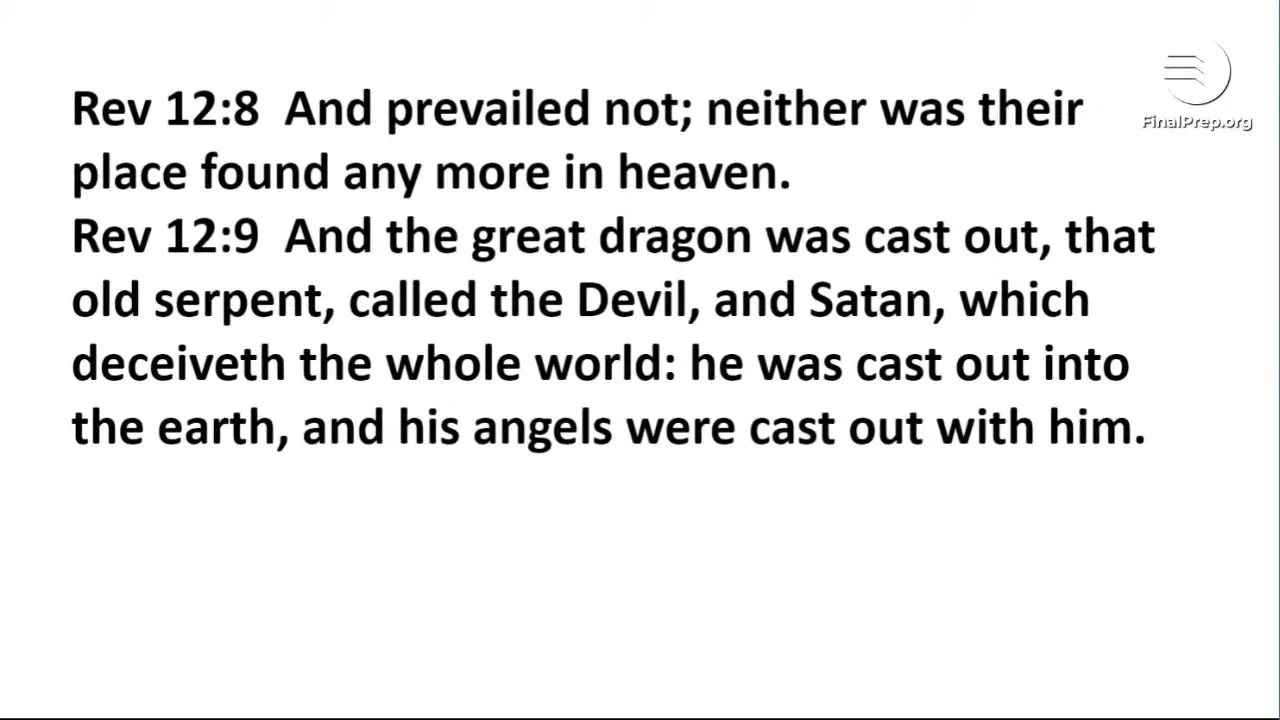 Rev 12:8  And prevailed not; neither was their
place found any more in heaven.
Rev 12:9  And the great dragon was cast out, that
old serpent, called the Devil, and Satan, which
deceiveth the whole world: he was cast out into
the earth, and his angels were cast out with him.
FinalPrep.org